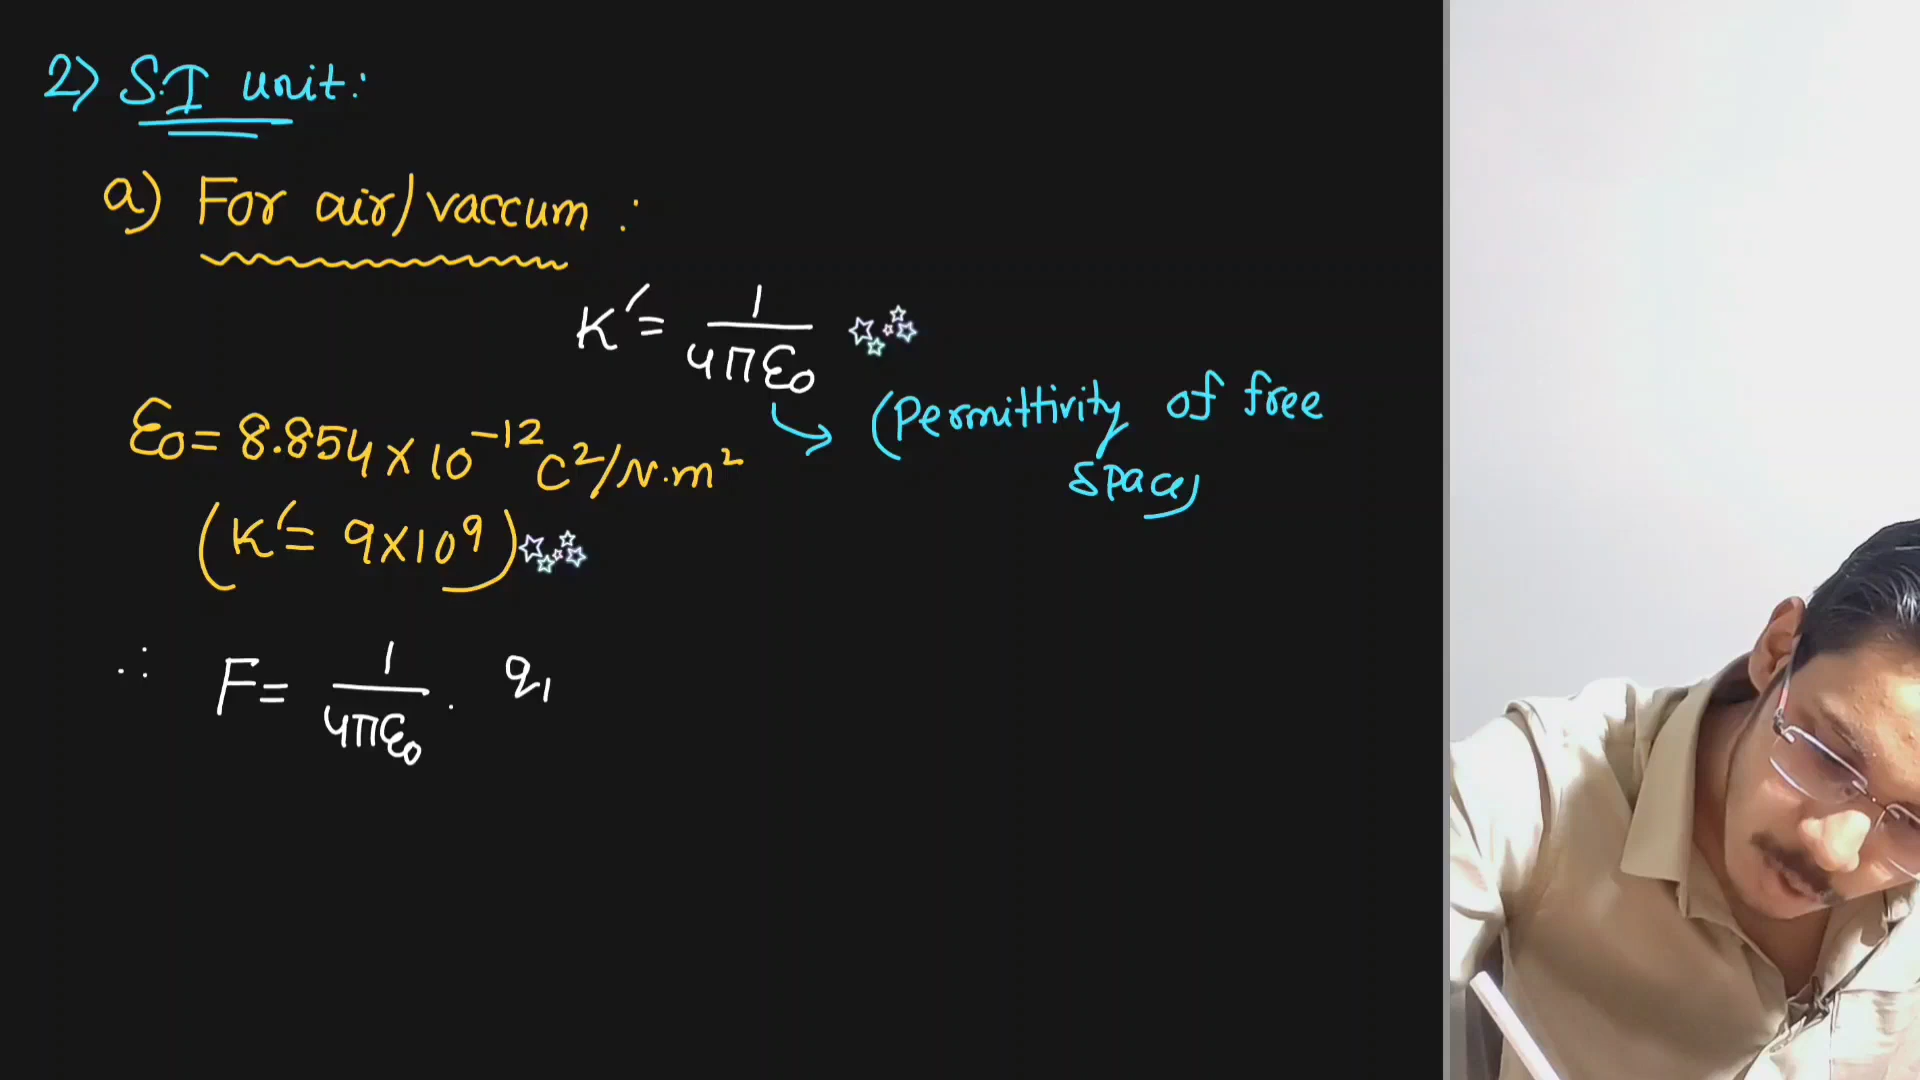 2) S.I unit:
a) For air/vaccum :
K' = 1/4πε₀
(Permittivity of free space)
ε₀ = 8.854 × 10⁻¹² C²/N.m²
(K' = 9×10⁹)
∴ F = 1/4πε₀ . q₁